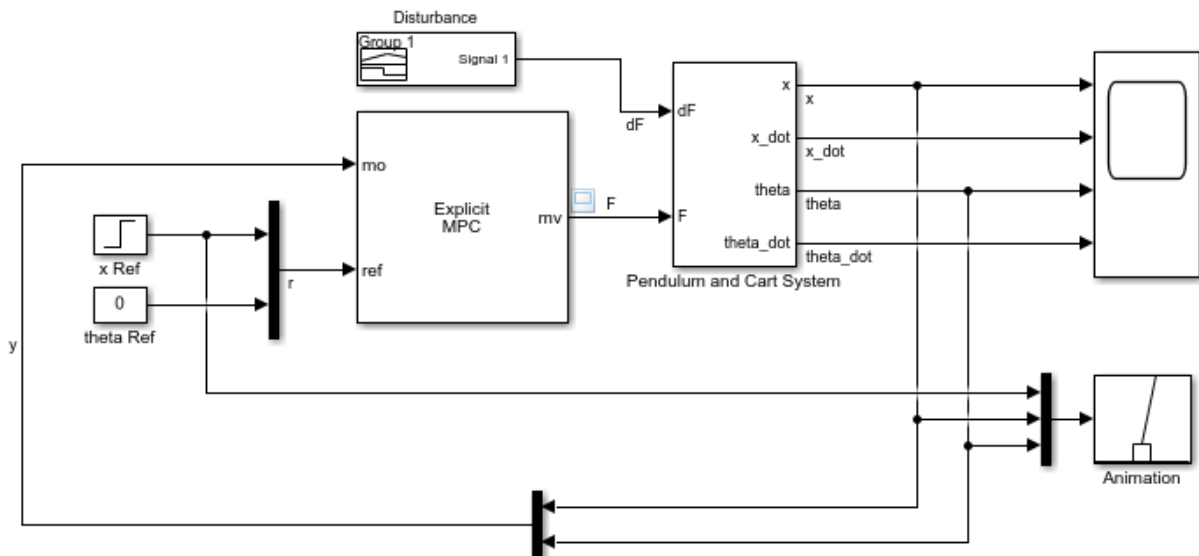 Disturbance
Group 1
Signal 1
dF
dF
F
x
x_dot
theta
theta_dot
x
x_dot
theta
theta_dot
Pendulum and Cart System
mo
ref
Explicit
MPC
mv
F
x Ref
0
theta Ref
r
y
Animation